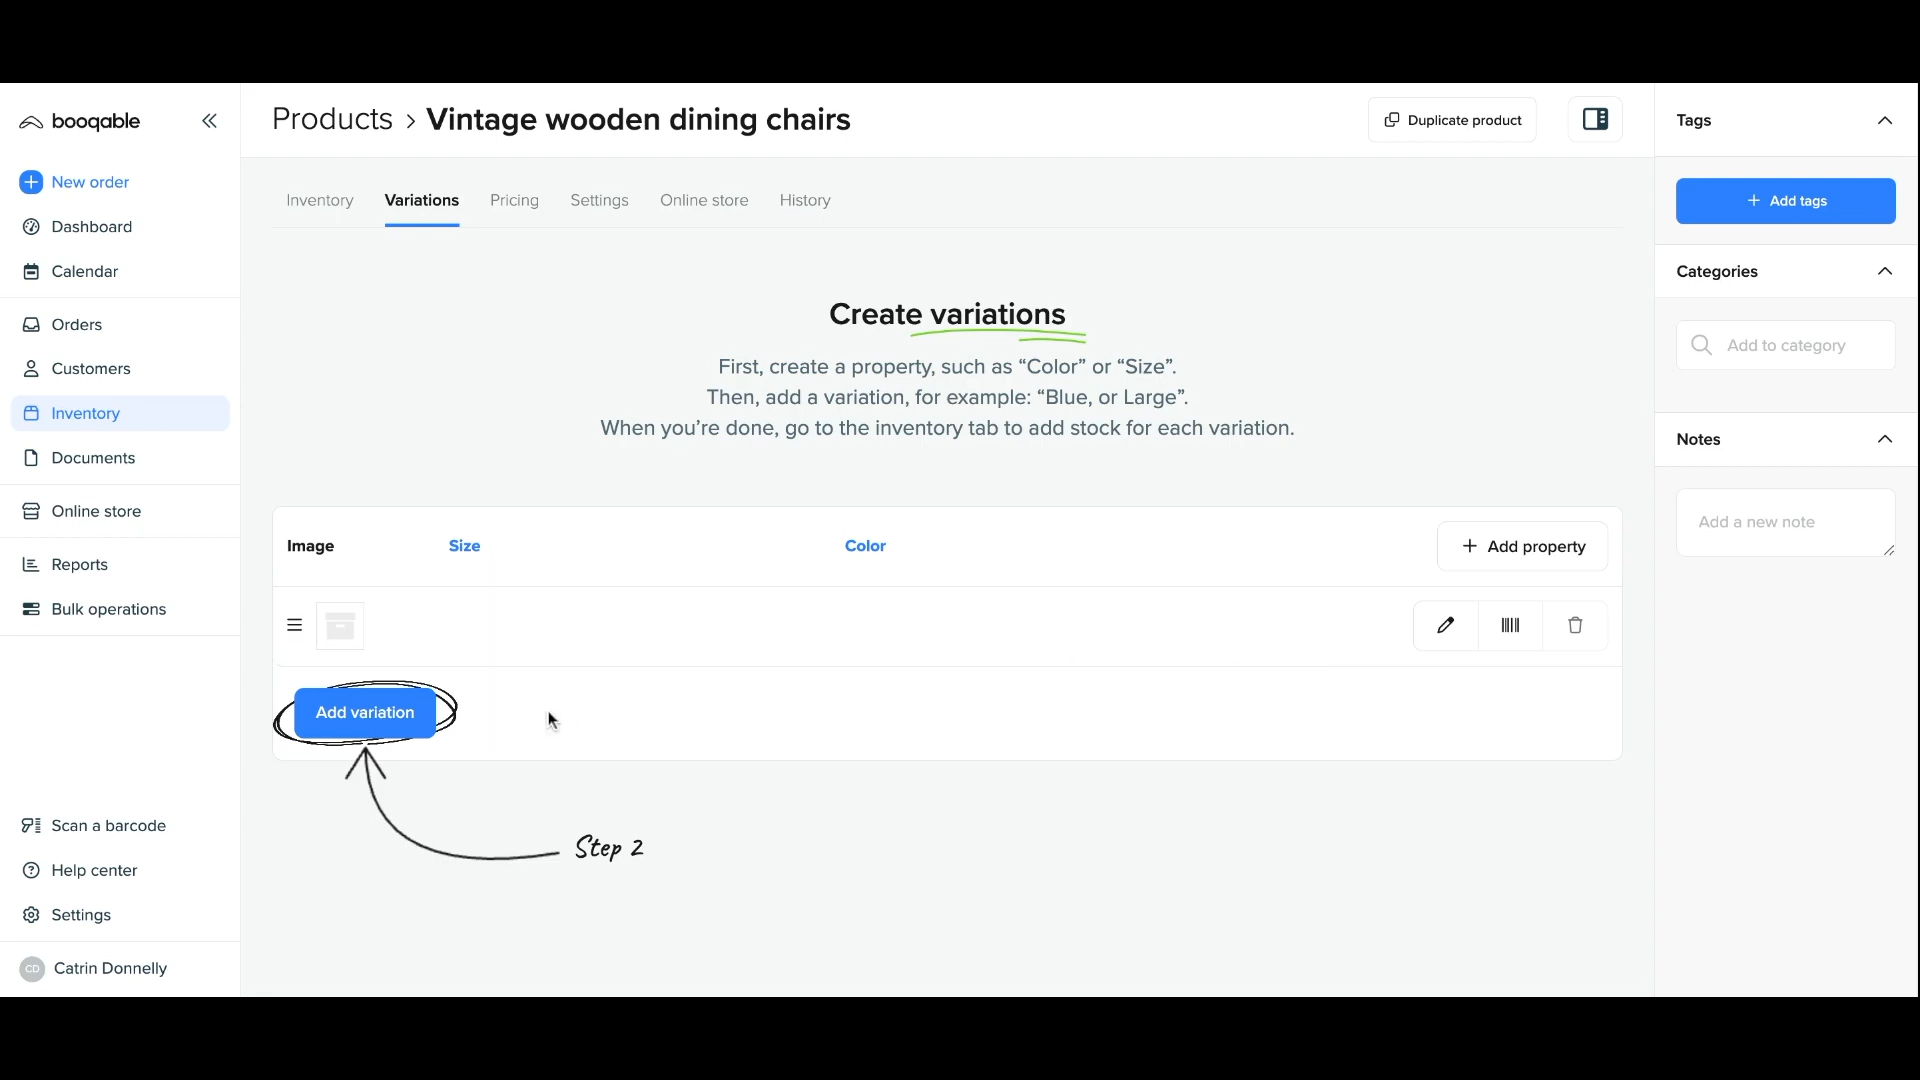 booqable
New order
Dashboard
Calendar
Orders
Customers
Inventory
Documents
Online store
Reports
Bulk operations
Scan a barcode
Help center
Settings
CD Catrin Donnelly
Products › Vintage wooden dining chairs
Duplicate product
Inventory Variations Pricing Settings Online store History
Create variations
First, create a property, such as “Color” or “Size”.
Then, add a variation, for example: “Blue, or Large”.
When you’re done, go to the inventory tab to add stock for each variation.
Image Size Color + Add property
Add variation
Step 2
Tags
+ Add tags
Categories
Add to category
Notes
Add a new note